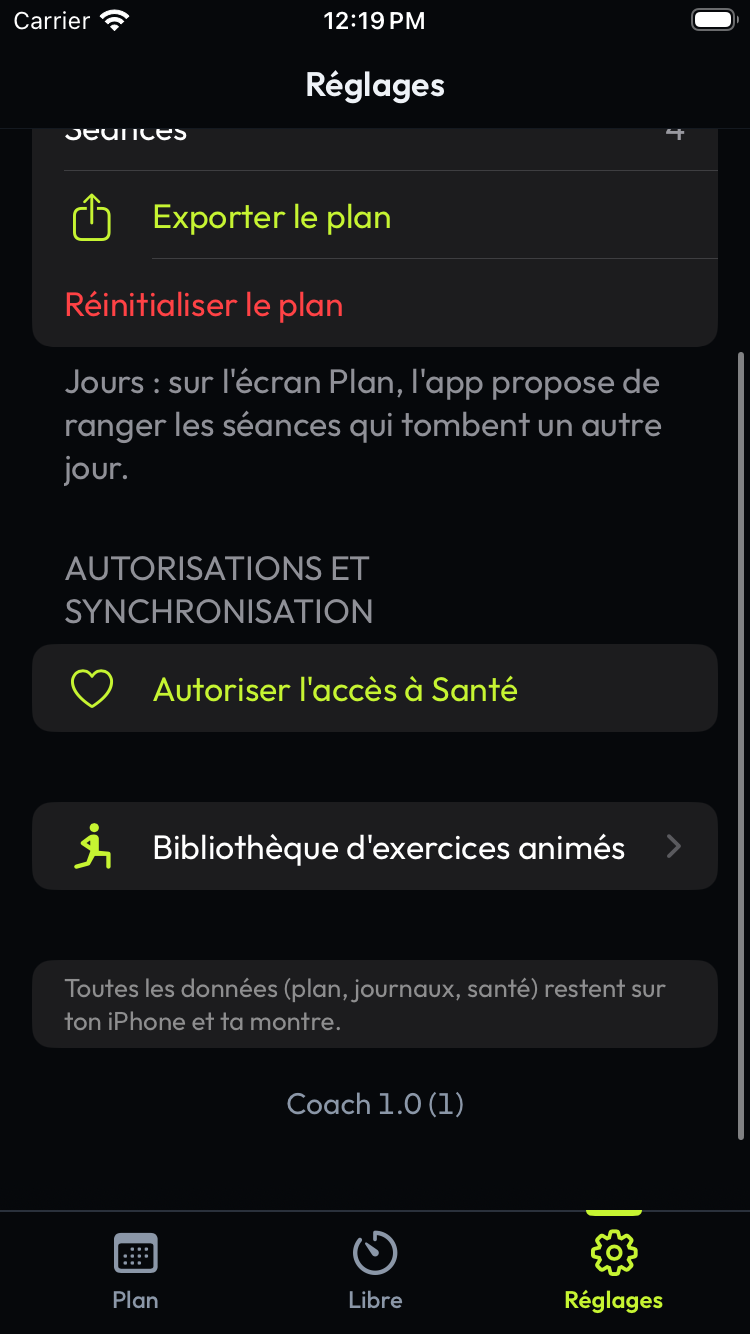 Carrier 12:19 PM
Réglages
Séances 4
Exporter le plan
Réinitialiser le plan
Jours : sur l'écran Plan, l'app propose de
ranger les séances qui tombent un autre
jour.
AUTORISATIONS ET
SYNCHRONISATION
Autoriser l'accès à Santé
Bibliothèque d'exercices animés
Toutes les données (plan, journaux, santé) restent sur
ton iPhone et ta montre.
Coach 1.0 (1)
Plan Libre Réglages